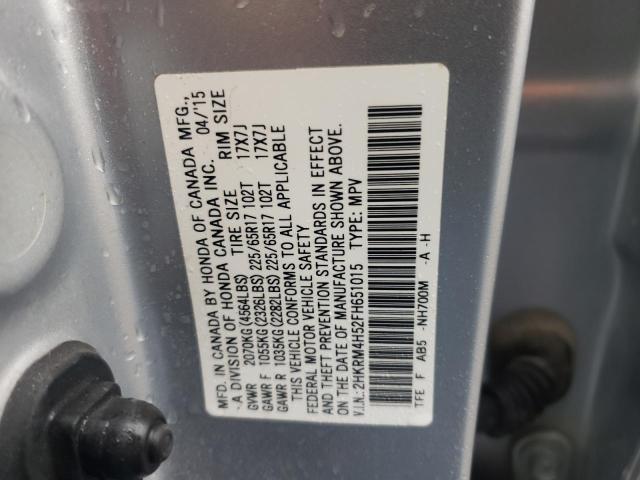 MFD. IN CANADA BY HONDA OF CANADA MFG.,
-A DIVISION OF HONDA CANADA INC. 04/'15
TIRE SIZE RIM SIZE
GVWR 2070KG(4564LBS)
GAWR F 1055KG(2326LBS) 225/65R17 102T 17X7J
GAWR R 1035KG(2282LBS) 225/65R17 102T 17X7J
THIS VEHICLE CONFORMS TO ALL APPLICABLE
FEDERAL MOTOR VEHICLE SAFETY
AND THEFT PREVENTION STANDARDS IN EFFECT
ON THE DATE OF MANUFACTURE SHOWN ABOVE.
V.I.N.: 2HKRM4H52FH651015 TYPE: MPV
TFE F AB5 -NH700M -A -H